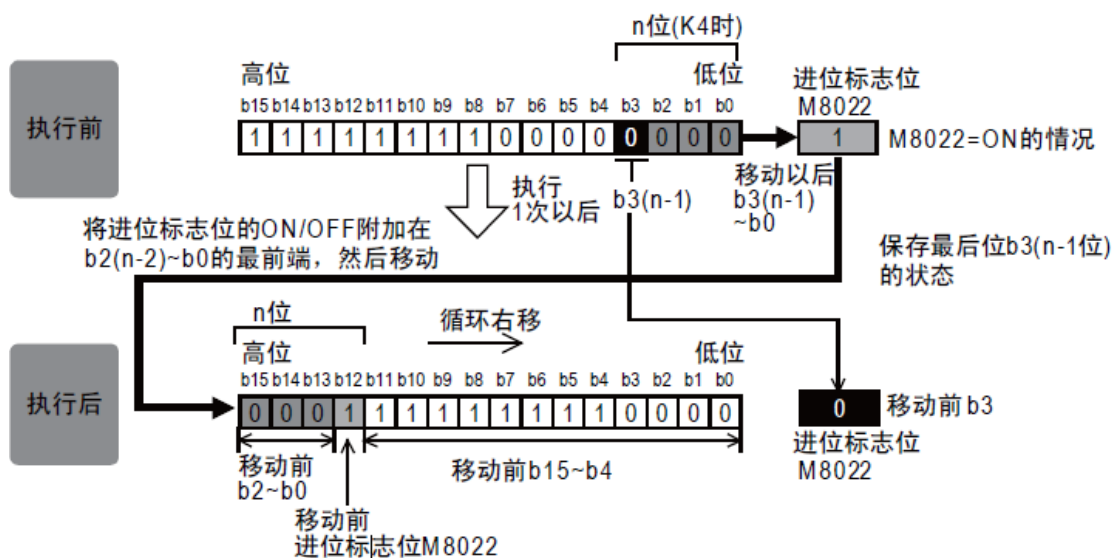 n位(K4时)
高位
低位
进位标志位
M8022
执行前
b15 b14 b13 b12 b11 b10 b9 b8 b7 b6 b5 b4 b3 b2 b1 b0
1 1 1 1 1 1 1 1 0 0 0 0 0 0 0 0
1
M8022=ON的情况
执行
1次以后
b3(n-1)
移动以后
b3(n-1)
~b0
将进位标志位的ON/OFF附加在
b2(n-2)~b0的最前端，然后移动
保存最后位b3(n-1位)
的状态
n位
循环右移
高位
低位
执行后
b15 b14 b13 b12 b11 b10 b9 b8 b7 b6 b5 b4 b3 b2 b1 b0
0 0 0 1 1 1 1 1 1 1 1 1 0 0 0 0
0
移动前b3
进位标志位
M8022
移动前
b2~b0
移动前b15~b4
移动前
进位标志位M8022